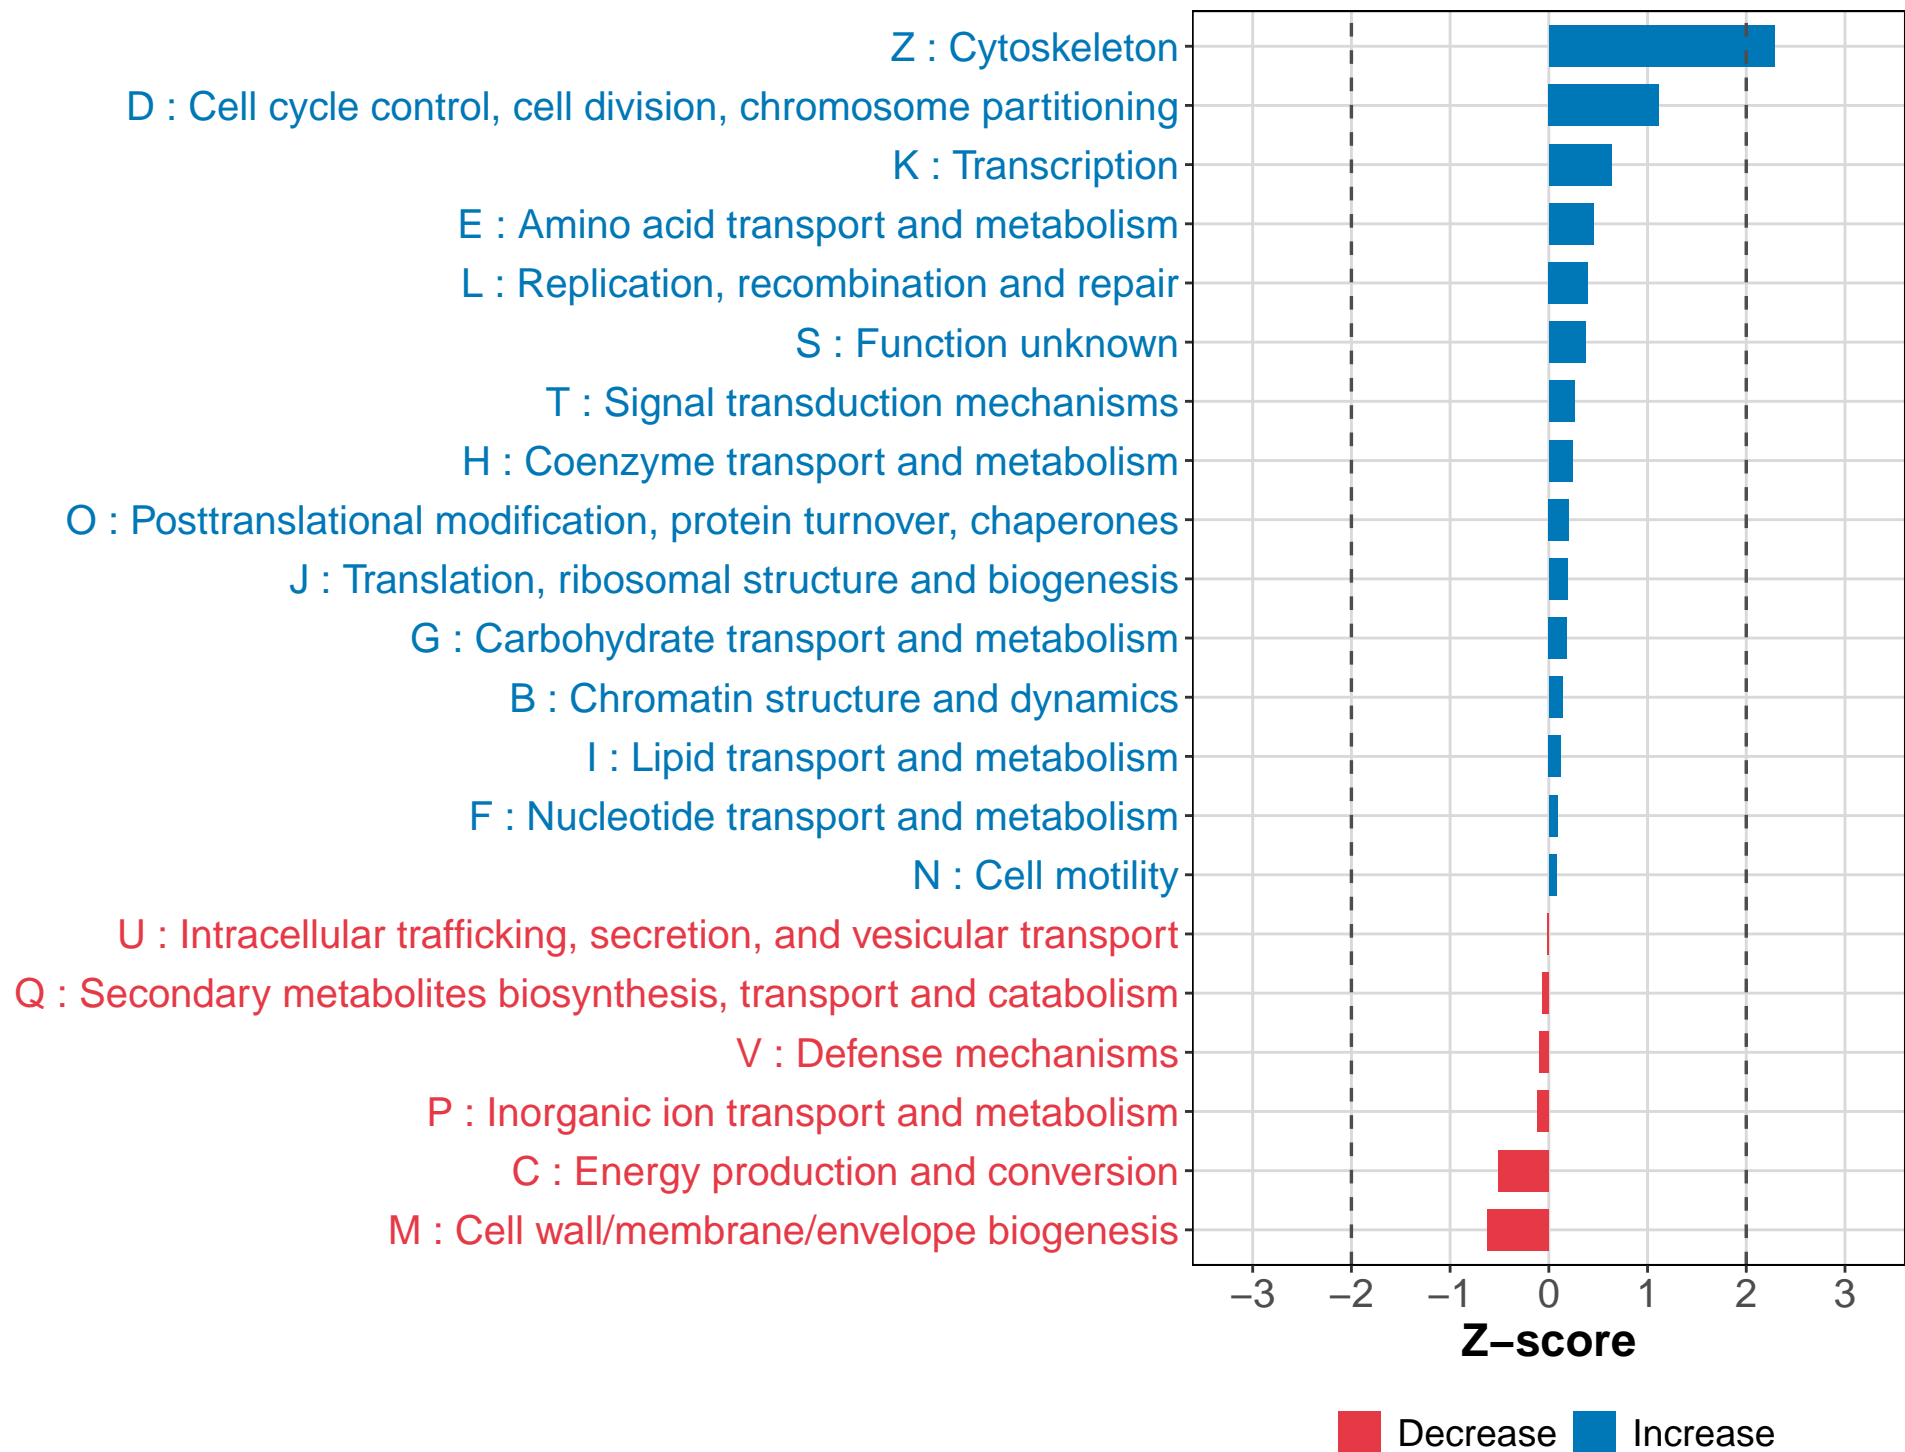 Z : Cytoskeleton
D : Cell cycle control, cell division, chromosome partitioning
K : Transcription
E : Amino acid transport and metabolism
L : Replication, recombination and repair
S : Function unknown
T : Signal transduction mechanisms
H : Coenzyme transport and metabolism
O : Posttranslational modification, protein turnover, chaperones
J : Translation, ribosomal structure and biogenesis
G : Carbohydrate transport and metabolism
B : Chromatin structure and dynamics
I : Lipid transport and metabolism
F : Nucleotide transport and metabolism
N : Cell motility
U : Intracellular trafficking, secretion, and vesicular transport
Q : Secondary metabolites biosynthesis, transport and catabolism
V : Defense mechanisms
P : Inorganic ion transport and metabolism
C : Energy production and conversion
M : Cell wall/membrane/envelope biogenesis
−3 −2 −1 0 1 2 3
Z−score
Decrease Increase